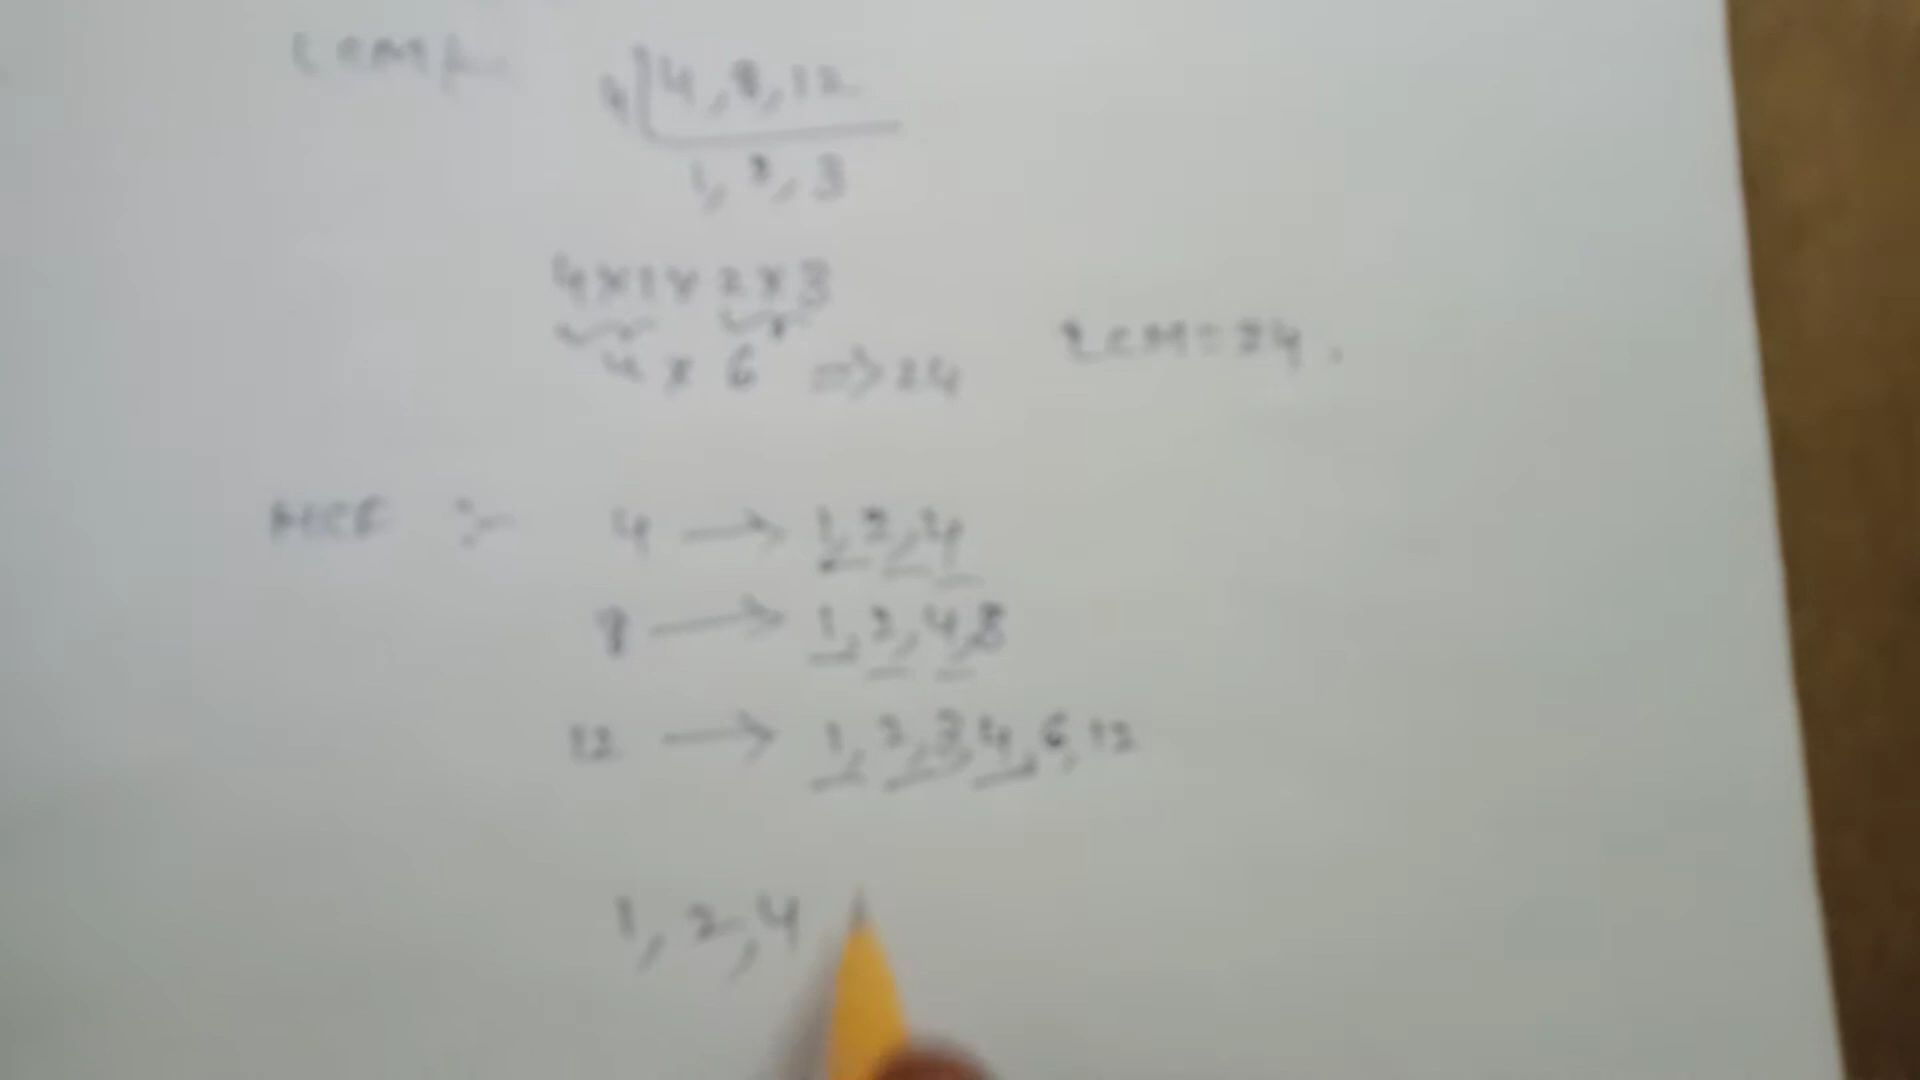 LCM
4 | 4, 8, 12
1, 2, 3
4 x 1 x 2 x 3
4 x 6 => 24
LCM = 24.
HCF :-
4 → 1, 2, 4
8 → 1, 2, 4, 8
12 → 1, 2, 3, 4, 6, 12
1, 2, 4